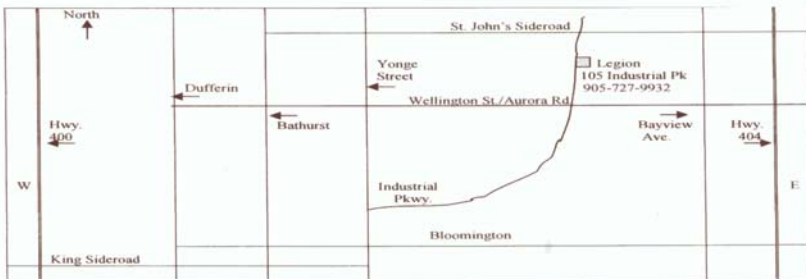 North
St. John's Sideroad
Legion
105 Industrial Pk
905-727-9932
Yonge
Street
Dufferin
Wellington St./Aurora Rd.
Hwy.
400
Bathurst
Bayview
Ave.
Hwy.
404
W
Industrial
Pkwy.
E
Bloomington
King Sideroad